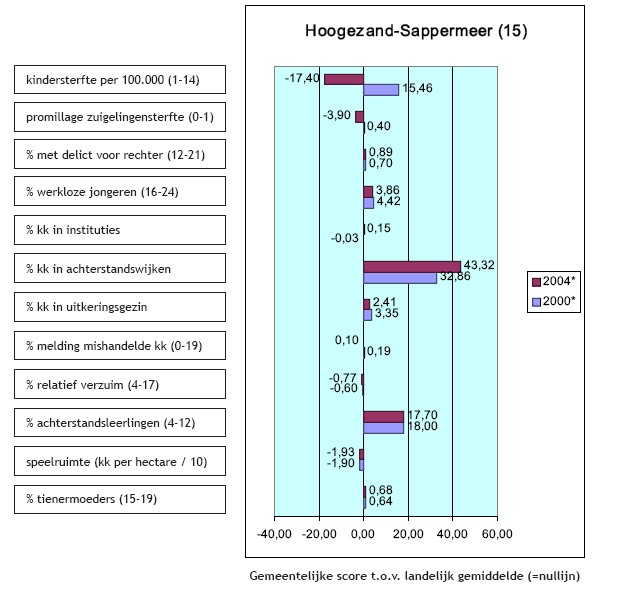 Hoogezand-Sappermeer (15)
kindersterfte per 100.000 (1-14)
-17,40
15,46
promillage zuigelingensterfte (0-1)
-3,90
0,40
% met delict voor rechter (12-21)
0,89
0,70
% werkloze jongeren (16-24)
3,86
4,42
% kk in instituties
0,15
-0,03
% kk in achterstandswijken
43,32
32,86
% kk in uitkeringsgezin
2,41
3,35
% melding mishandelde kk (0-19)
0,10
0,19
% relatief verzuim (4-17)
-0,77
-0,60
% achterstandsleerlingen (4-12)
17,70
18,00
speelruimte (kk per hectare / 10)
-1,93
-1,90
% tienermoeders (15-19)
0,68
0,64
2004*
2000*
-40,00 -20,00 0,00 20,00 40,00 60,00
Gemeentelijke score t.o.v. landelijk gemiddelde (=nullijn)